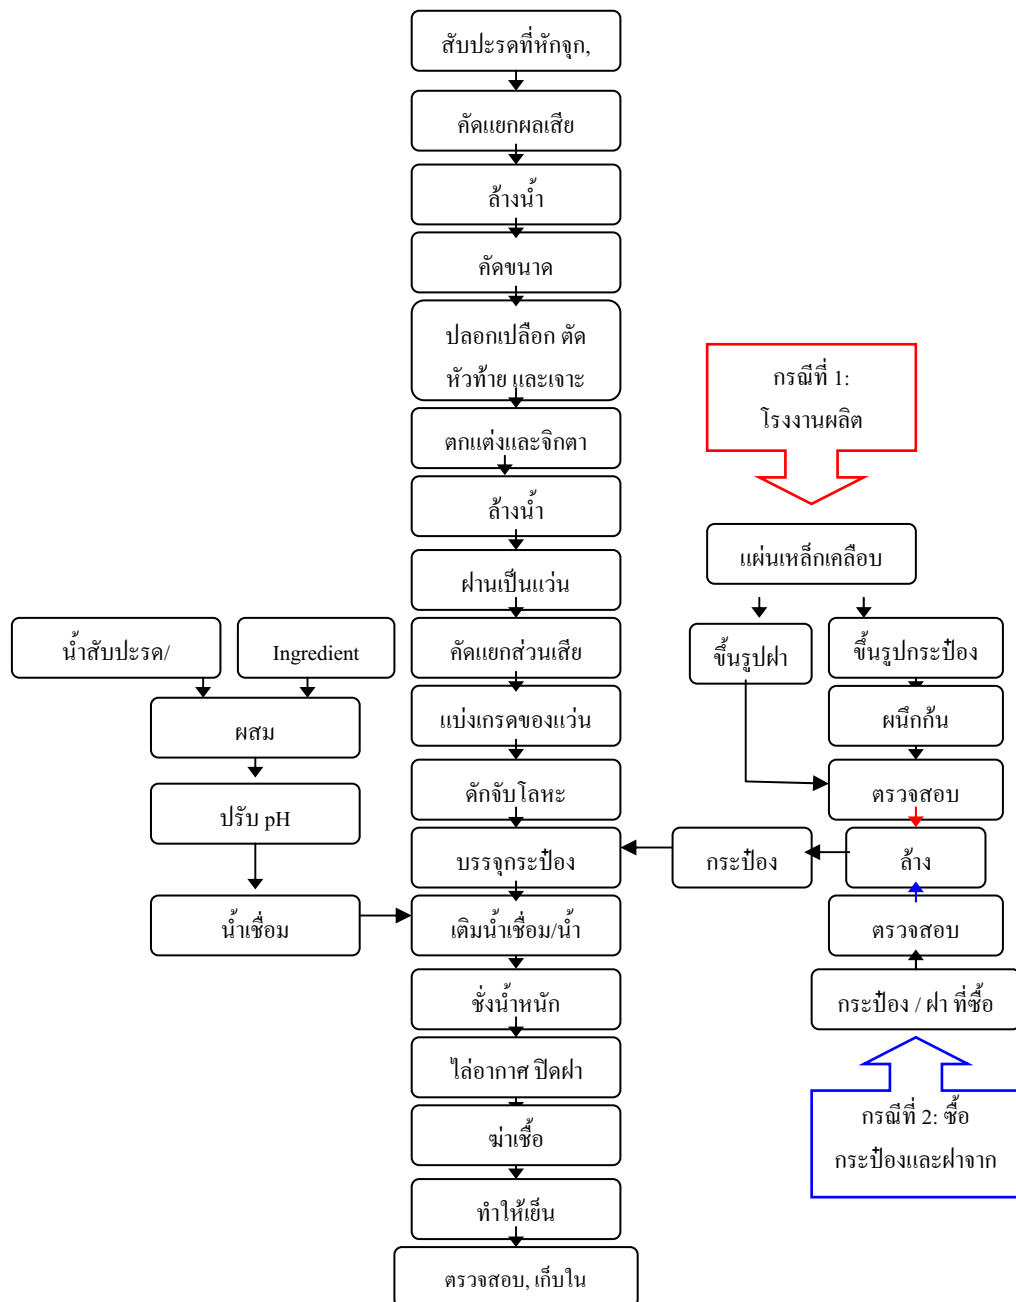 สับปะรดที่หักจุก,
คัดแยกผลเสีย
ล้างน้ำ
คัดขนาด
ปลอกเปลือก ตัด
หัวท้าย และเจาะ
ตกแต่งและจิกตา
ล้างน้ำ
ฝานเป็นแว่น
คัดแยกส่วนเสีย
แบ่งเกรดของแว่น
ดักจับโลหะ
บรรจุกระป๋อง
เติมน้ำเชื่อม/น้ำ
ชั่งน้ำหนัก
ไล่อากาศ ปิดฝา
ฆ่าเชื้อ
ทำให้เย็น
ตรวจสอบ, เก็บใน
น้ำสับปะรด/
Ingredient
ผสม
ปรับ pH
น้ำเชื่อม
กรณีที่ 1:
โรงงานผลิต
แผ่นเหล็กเคลือบ
ขึ้นรูปฝา
ขึ้นรูปกระป๋อง
ผนึกก้น
ตรวจสอบ
ล้าง
กระป๋อง
ตรวจสอบ
กระป๋อง / ฝา ที่ซื้อ
กรณีที่ 2: ซื้อ
กระป๋องและฝาจาก